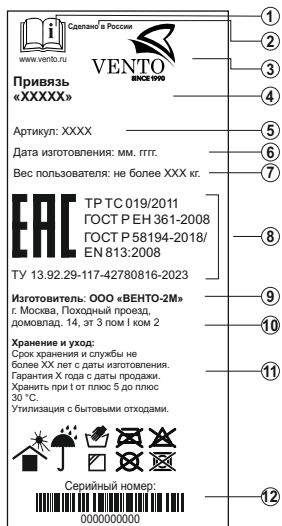 i
Сделано в России
www.vento.ru
VENTO
SINCE 1990
Привязь
«XXXXX»
Артикул: XXXX
Дата изготовления: мм. гггг.
Вес пользователя: не более XXX кг.
EAC
ТР ТС 019/2011
ГОСТ Р ЕН 361-2008
ГОСТ Р 58194-2018/
EN 813:2008
ТУ 13.92.29-117-42780816-2023
Изготовитель: ООО «ВЕНТО-2М»
г. Москва, Походный проезд,
домовлад. 14, эт 3 пом I ком 2
Хранение и уход:
Срок хранения и службы не
более XX лет с даты изготовления.
Гарантия X года с даты продажи.
Хранить при t от плюс 5 до плюс
30 °С.
Утилизация с бытовыми отходами.
Серийный номер:
0000000000
1
2
3
4
5
6
7
8
9
10
11
12